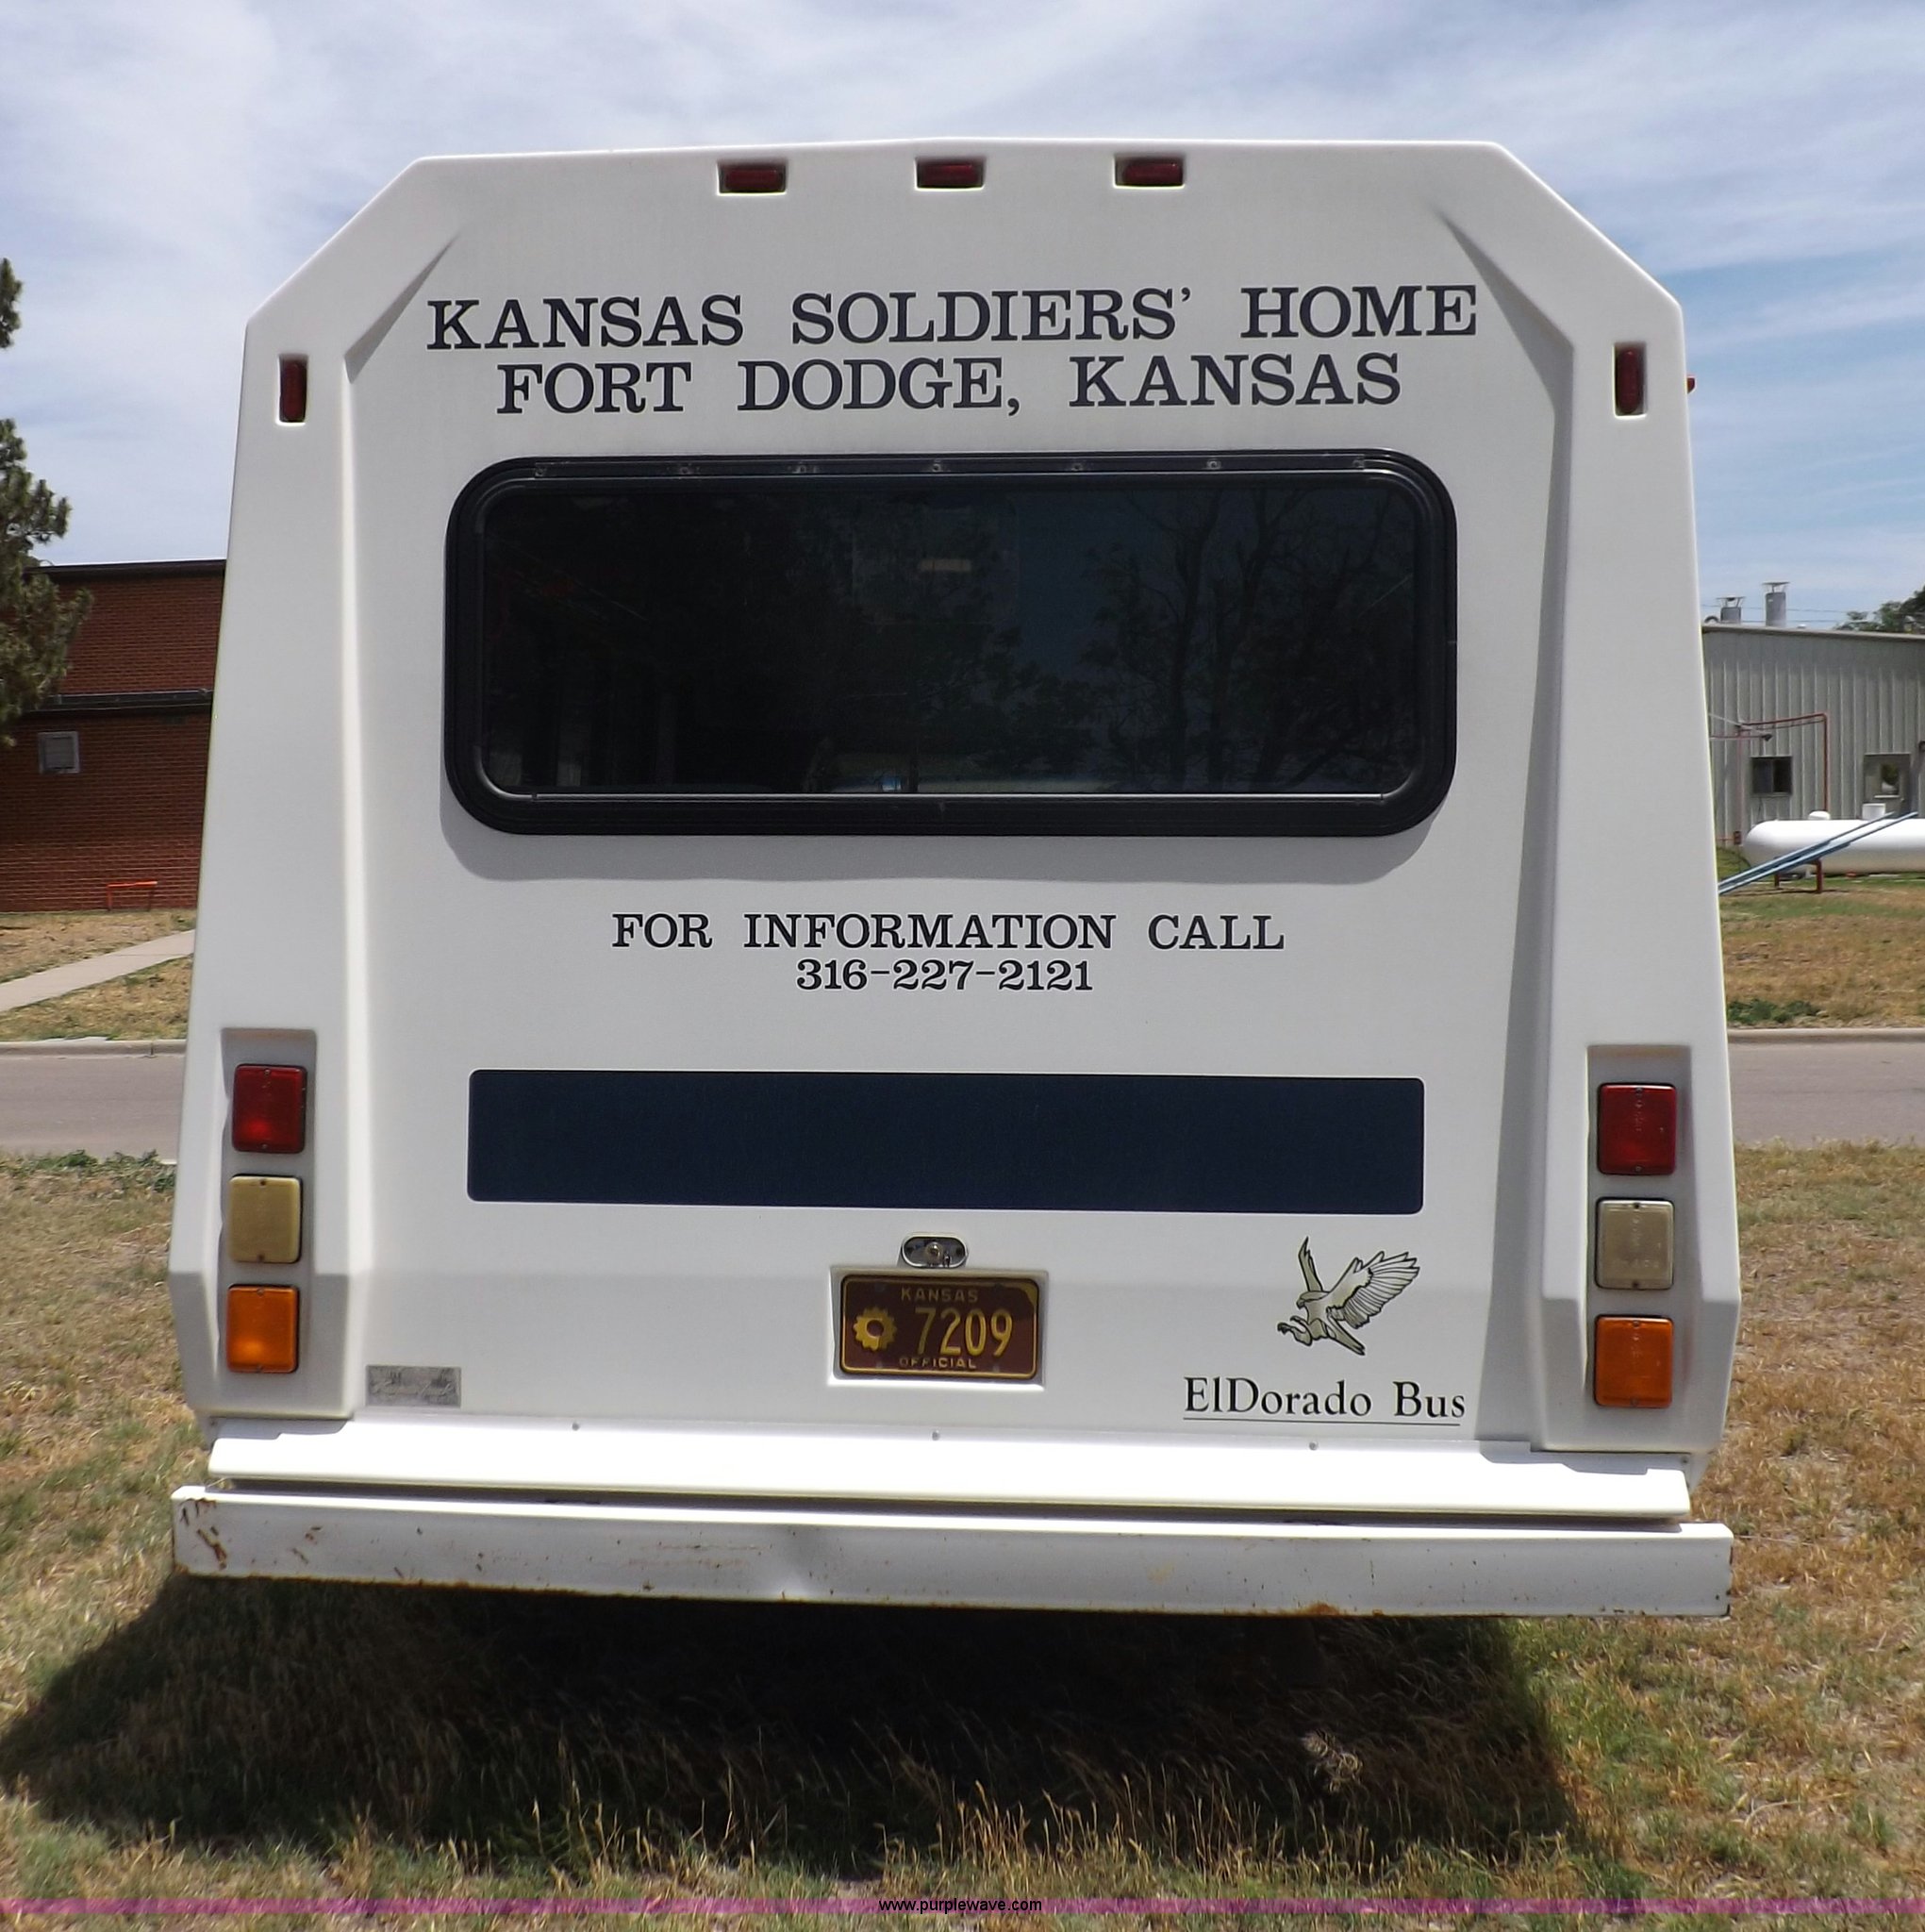 KANSAS SOLDIERS' HOME
FORT DODGE, KANSAS
FOR INFORMATION CALL
316-227-2121
KANSAS
7209
OFFICIAL
ElDorado Bus
www.purplewave.com